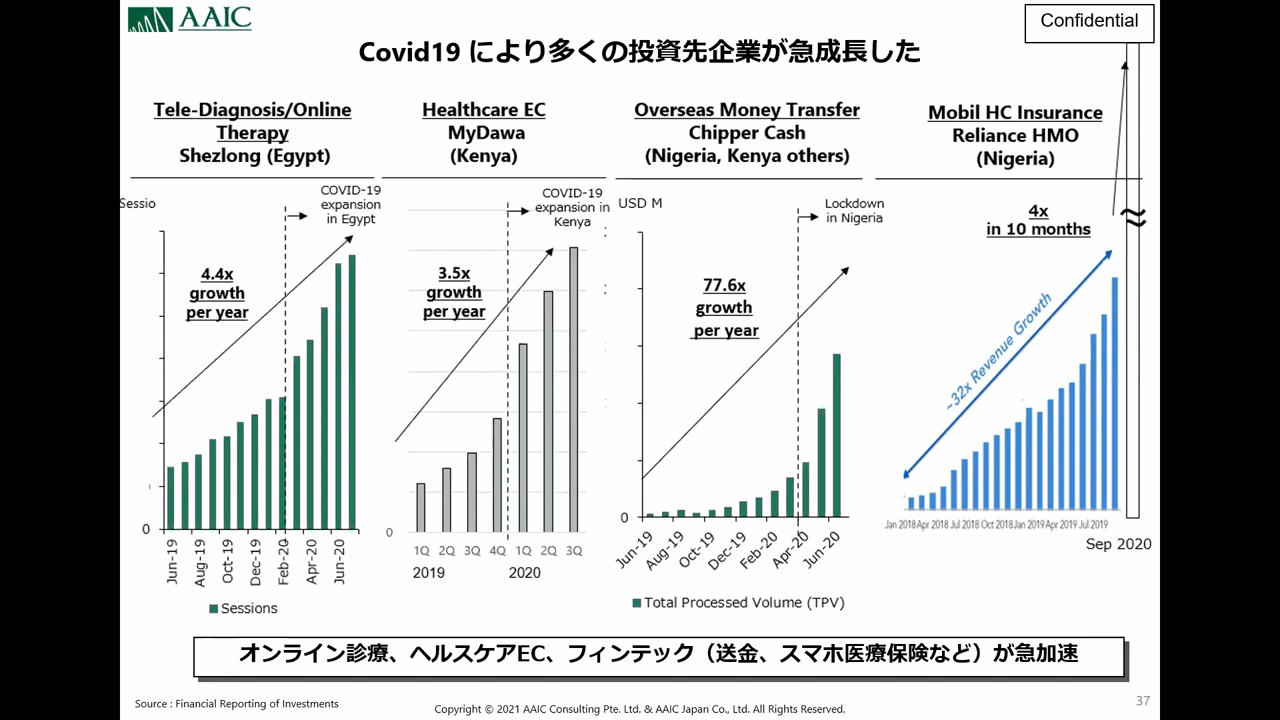 AAIC
Confidential
Covid19 により多くの投資先企業が急成長した
Tele-Diagnosis/Online
Therapy
Shezlong (Egypt)
Healthcare EC
MyDawa
(Kenya)
Overseas Money Transfer
Chipper Cash
(Nigeria, Kenya others)
Mobil HC Insurance
Reliance HMO
(Nigeria)
Sessio
COVID-19
expansion
in Egypt
4.4x
growth
per year
0
Jun-19
Aug-19
Oct-19
Dec-19
Feb-20
Apr-20
Jun-20
Sessions
COVID-19
expansion in
Kenya
3.5x
growth
per year
0
1Q 2Q 3Q 4Q 1Q 2Q 3Q
2019 2020
USD M
Lockdown
in Nigeria
77.6x
growth
per year
0
Jun-19
Aug-19
Oct-19
Dec-19
Feb-20
Apr-20
Jun-20
Total Processed Volume (TPV)
4x
in 10 months
~32x Revenue Growth
Jan 2018 Apr 2018 Jul 2018 Oct 2018 Jan 2019 Apr 2019 Jul 2019
Sep 2020
オンライン診療、ヘルスケアEC、フィンテック（送金、スマホ医療保険など）が急加速
Source : Financial Reporting of Investments
Copyright © 2021 AAIC Consulting Pte. Ltd. & AAIC Japan Co., Ltd. All Rights Reserved.
37